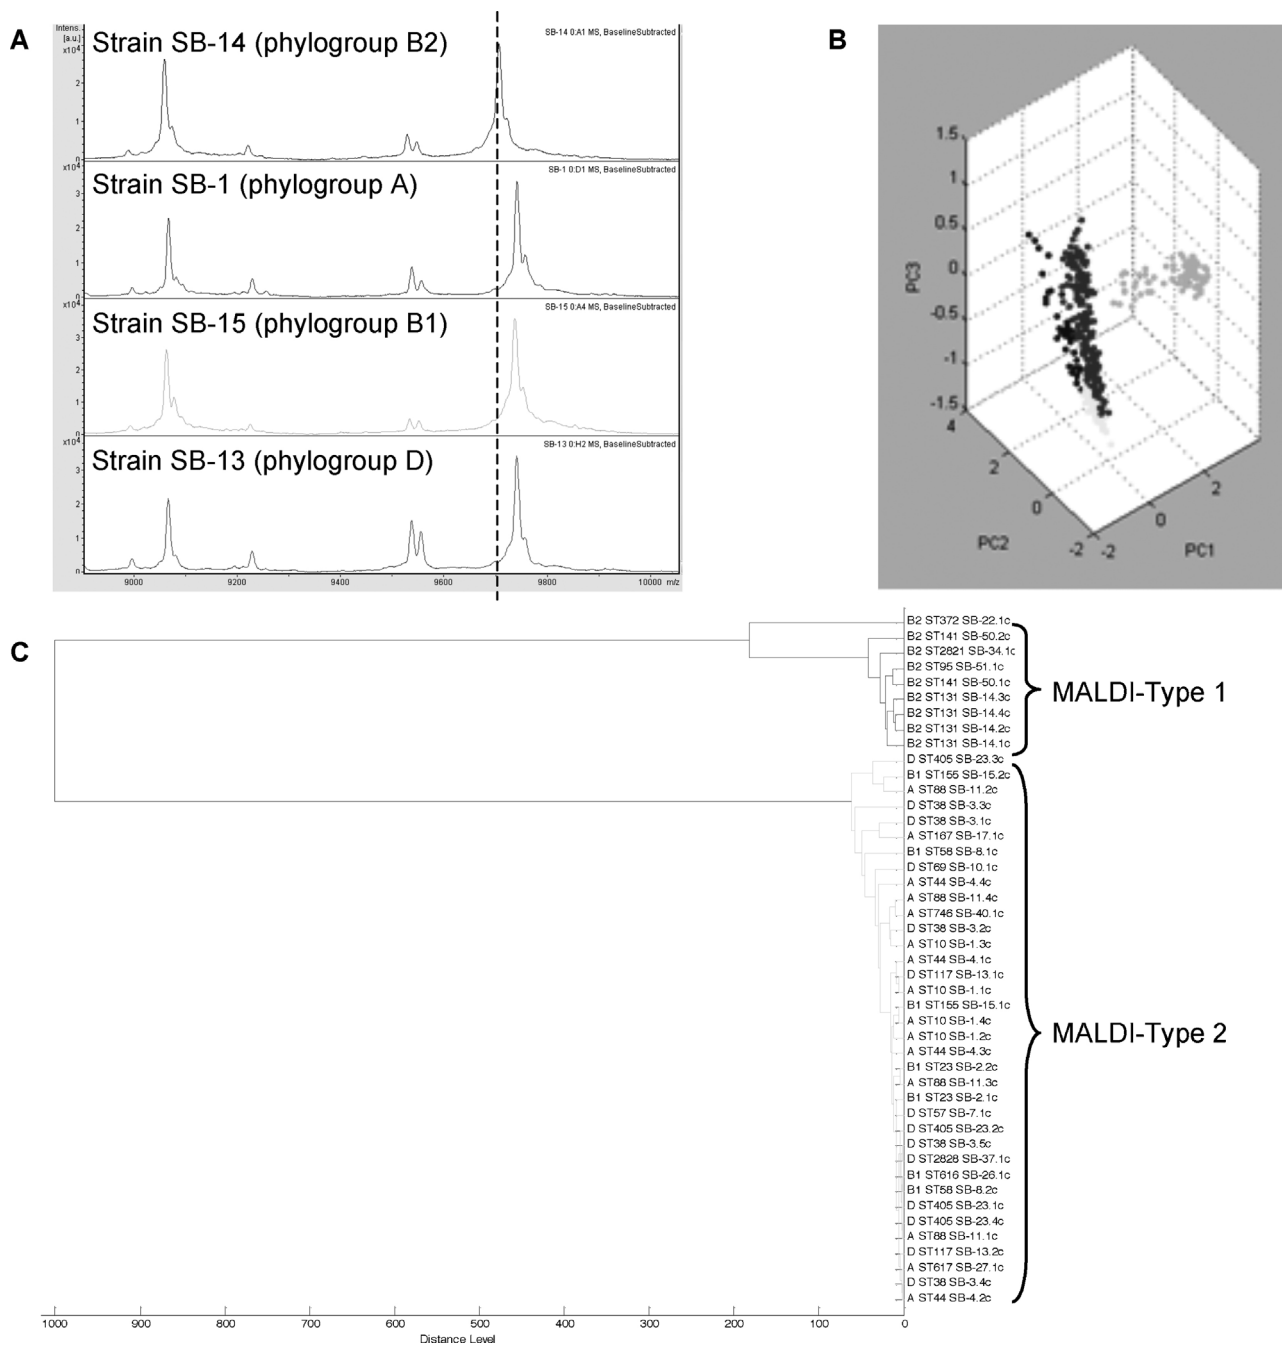 A
Intens.
[a.u.]
x10⁴
Strain SB-14 (phylogroup B2)
SB-14 0:A1 MS, BaselineSubtracted
2
1
0
x10⁴
Strain SB-1 (phylogroup A)
SB-1 0:D1 MS, BaselineSubtracted
3
2
1
0
x10⁴
Strain SB-15 (phylogroup B1)
SB-15 0:A4 MS, BaselineSubtracted
3
2
1
0
x10⁴
Strain SB-13 (phylogroup D)
SB-13 0:H2 MS, BaselineSubtracted
3
2
1
0
9000 9200 9400 9600 9800 10000 m/z
B
1.5
1
0.5
0
-0.5
-1
-1.5
PC3
4
2
0
-2
PC2
-2
0
2
PC1
C
B2 ST372 SB-22.1c
B2 ST141 SB-50.2c
B2 ST2821 SB-34.1c
B2 ST95 SB-51.1c
B2 ST141 SB-50.1c
B2 ST131 SB-14.3c
B2 ST131 SB-14.4c
B2 ST131 SB-14.2c
B2 ST131 SB-14.1c
MALDI-Type 1
D ST405 SB-23.3c
B1 ST155 SB-15.2c
A ST88 SB-11.2c
D ST38 SB-3.3c
D ST38 SB-3.1c
A ST167 SB-17.1c
B1 ST58 SB-8.1c
D ST69 SB-10.1c
A ST44 SB-4.4c
A ST88 SB-11.4c
A ST746 SB-40.1c
D ST38 SB-3.2c
A ST10 SB-1.3c
A ST44 SB-4.1c
D ST117 SB-13.1c
A ST10 SB-1.1c
B1 ST155 SB-15.1c
A ST10 SB-1.4c
A ST10 SB-1.2c
A ST44 SB-4.3c
B1 ST23 SB-2.2c
A ST88 SB-11.3c
B1 ST23 SB-2.1c
D ST57 SB-7.1c
D ST405 SB-23.2c
D ST38 SB-3.5c
D ST2828 SB-37.1c
B1 ST616 SB-26.1c
B1 ST58 SB-8.2c
D ST405 SB-23.1c
D ST405 SB-23.4c
A ST88 SB-11.1c
D ST117 SB-13.2c
A ST617 SB-27.1c
D ST38 SB-3.4c
A ST44 SB-4.2c
MALDI-Type 2
1000 900 800 700 600 500 400 300 200 100 0
Distance Level